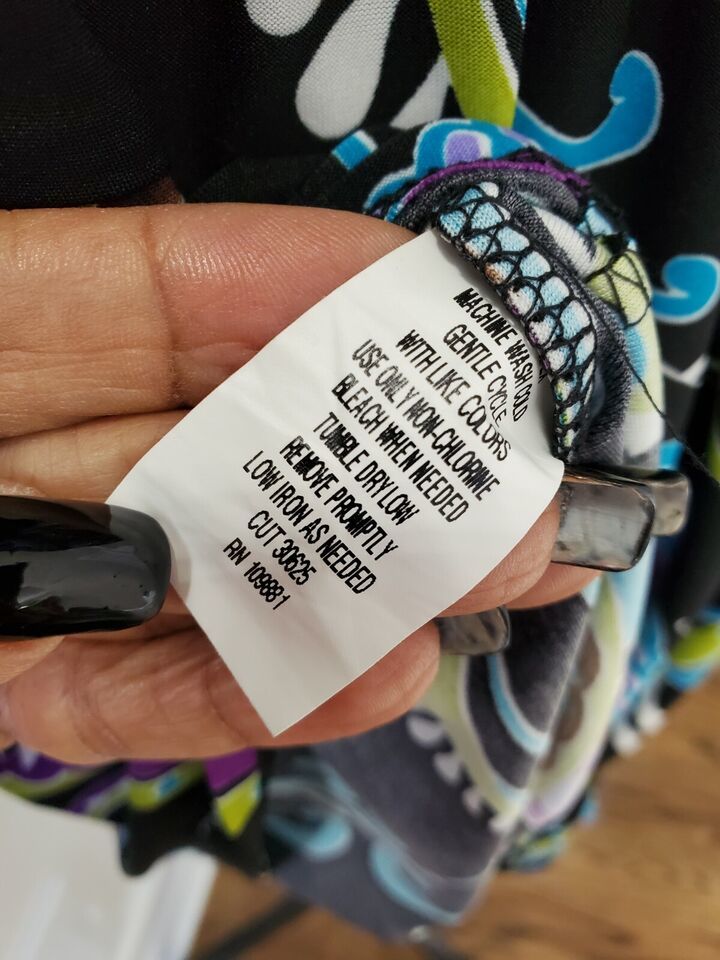 MACHINE WASH COLD
GENTLE CYCLE
WITH LIKE COLORS
USE ONLY NON-CHLORINE
BLEACH WHEN NEEDED
TUMBLE DRY LOW
REMOVE PROMPTLY
LOW IRON AS NEEDED
CUT 30625
RN 109881